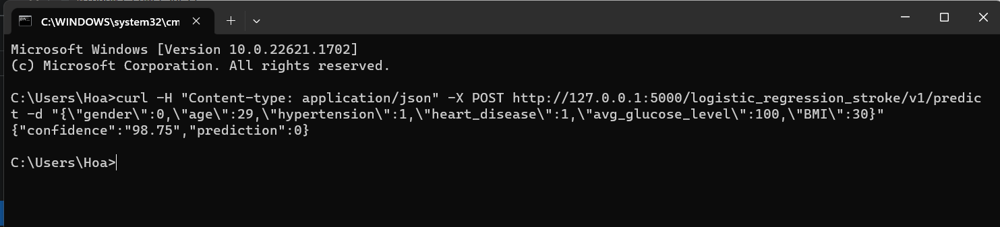 C:\WINDOWS\system32\cm
Microsoft Windows [Version 10.0.22621.1702]
(c) Microsoft Corporation. All rights reserved.
C:\Users\Hoa>curl -H "Content-type: application/json" -X POST http://127.0.0.1:5000/logistic_regression_stroke/v1/predic
t -d "{\"gender\":0,\"age\":29,\"hypertension\":1,\"heart_disease\":1,\"avg_glucose_level\":100,\"BMI\":30}"
{"confidence":"98.75","prediction":0}
C:\Users\Hoa>